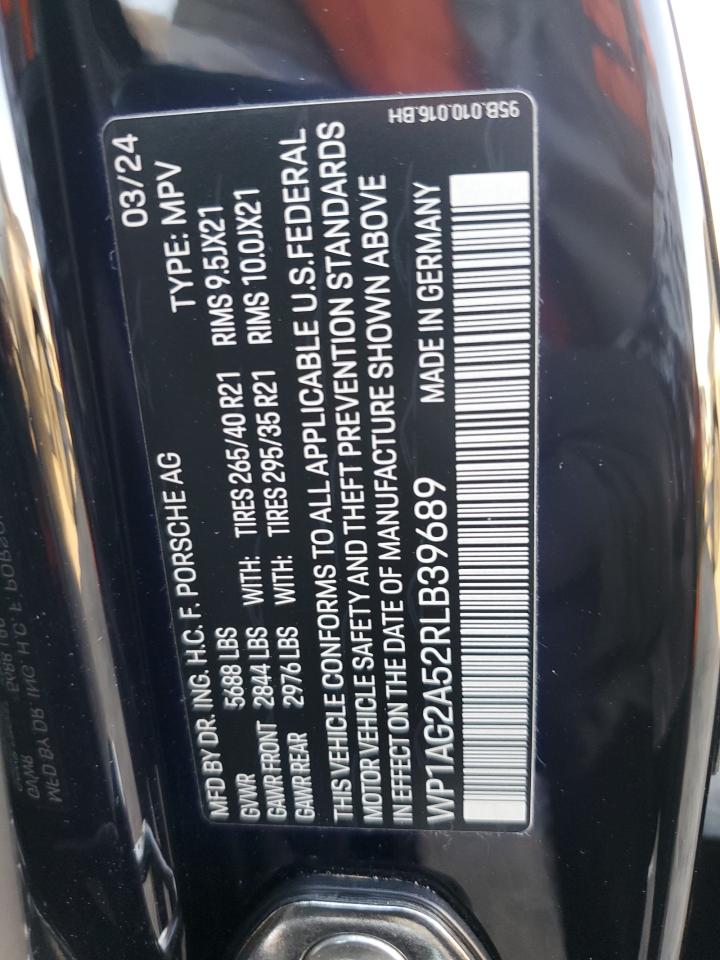 MFD BY DR. ING. H.C. F. PORSCHE AG 03/24
GVWR 5688 LBS TYPE: MPV
GAWR FRONT 2844 LBS WITH: TIRES 265/40 R21 RIMS 9.5JX21
GAWR REAR 2976 LBS WITH: TIRES 295/35 R21 RIMS 10.0JX21
THIS VEHICLE CONFORMS TO ALL APPLICABLE U.S.FEDERAL
MOTOR VEHICLE SAFETY AND THEFT PREVENTION STANDARDS
IN EFFECT ON THE DATE OF MANUFACTURE SHOWN ABOVE
WP1AG2A52RLB39689 MADE IN GERMANY
95B.010.016.BH